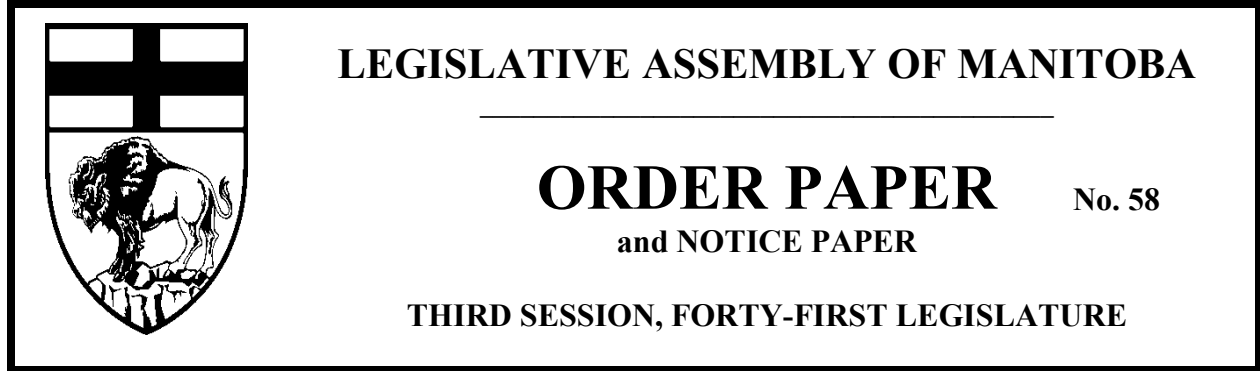 LEGISLATIVE ASSEMBLY OF MANITOBA
ORDER PAPER No. 58
and NOTICE PAPER
THIRD SESSION, FORTY-FIRST LEGISLATURE